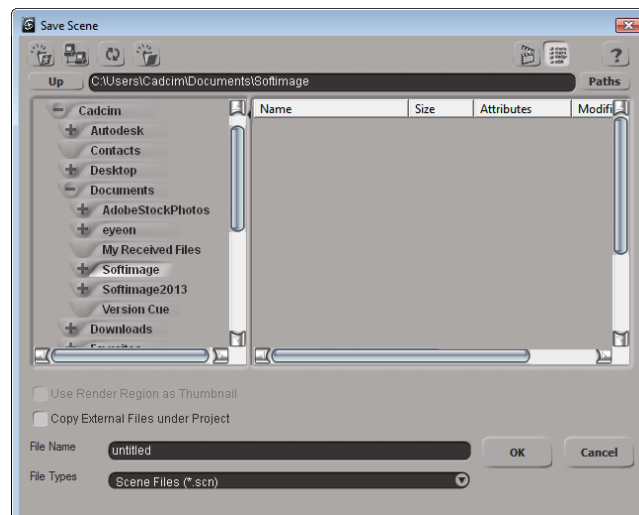 Save Scene
?
Up C:\Users\Cadcim\Documents\Softimage Paths
Cadcim
Autodesk
Contacts
Desktop
Documents
AdobeStockPhotos
eyeon
My Received Files
Softimage
Softimage2013
Version Cue
Downloads
Name Size Attributes Modifi
Use Render Region as Thumbnail
Copy External Files under Project
File Name untitled OK Cancel
File Types Scene Files (*.scn)